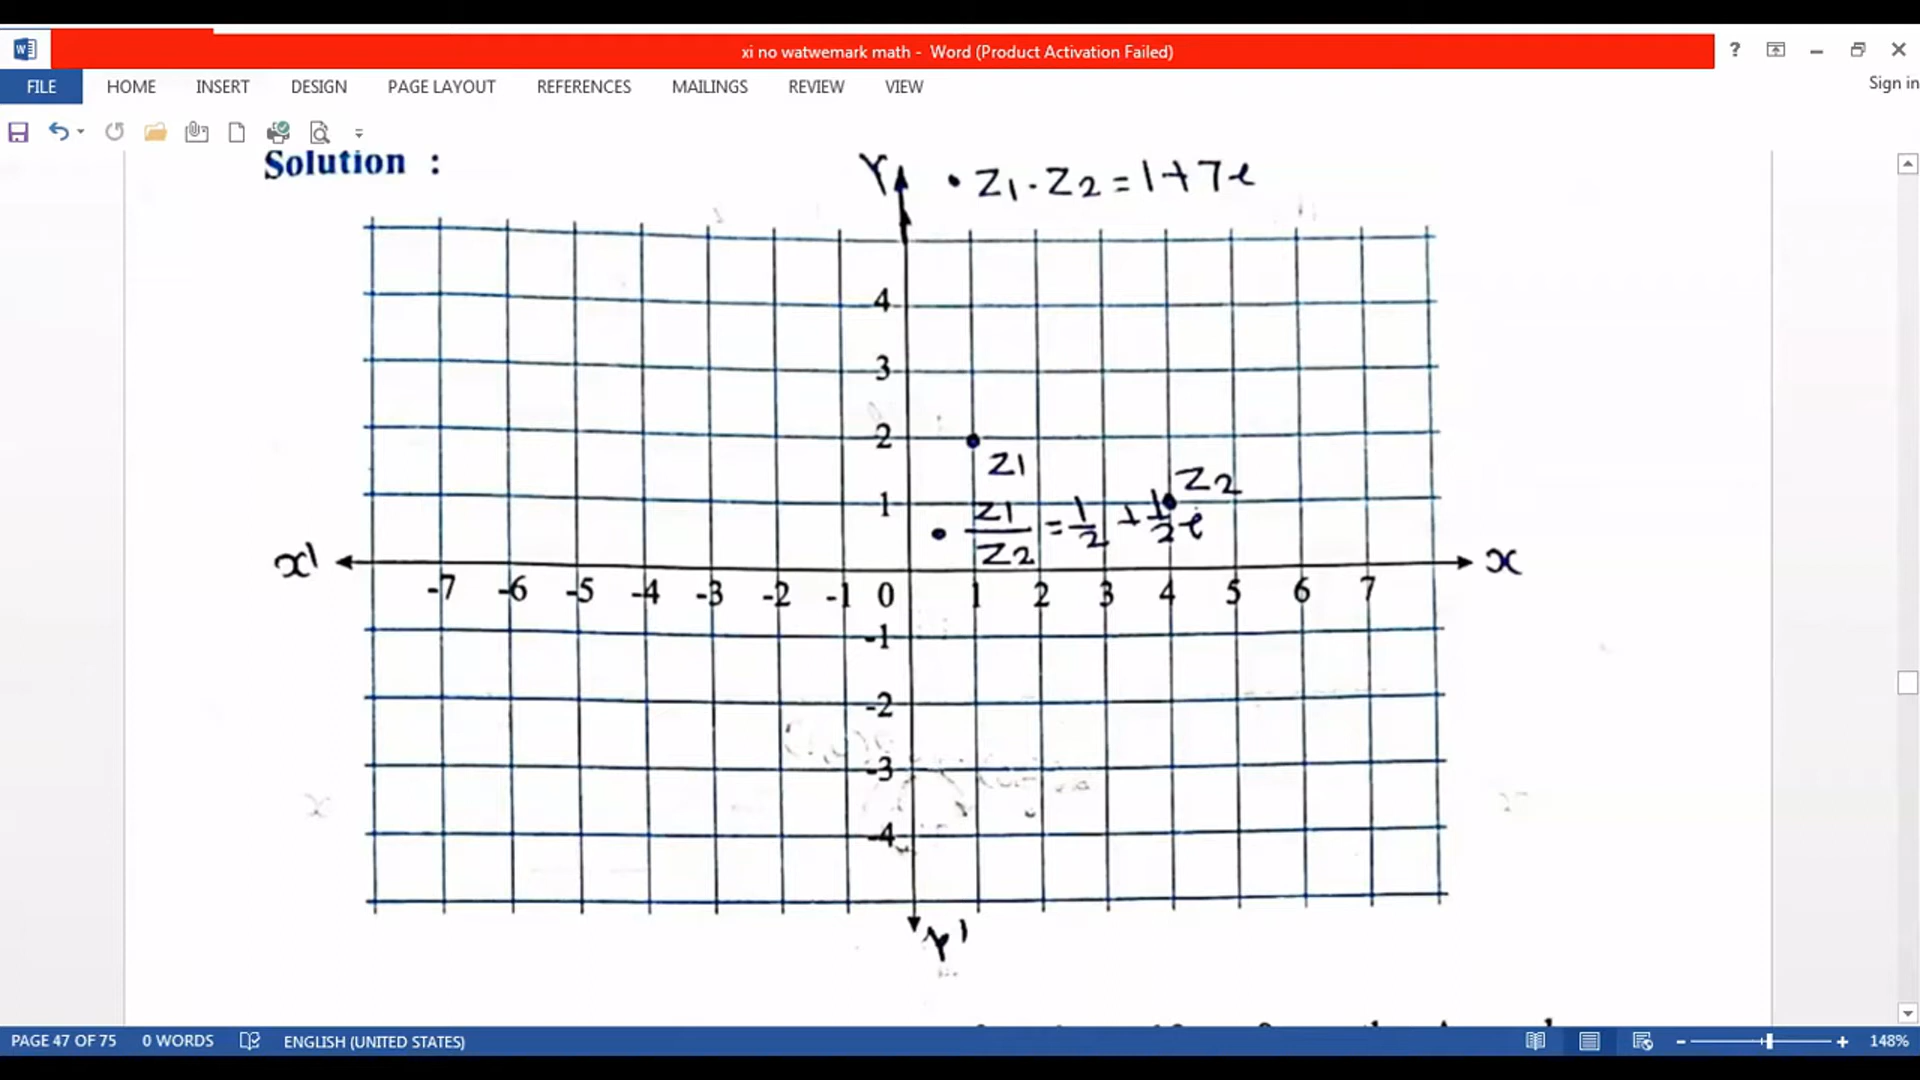 xi no watwemark math - Word (Product Activation Failed)
?
FILE HOME INSERT DESIGN PAGE LAYOUT REFERENCES MAILINGS REVIEW VIEW
Sign in
Solution :
Y • Z1 . Z2 = 1 + 7i
4
3
2
Z1
Z2
1
Z1/Z2 = 1/2 + 1/2 i
x' x
-7 -6 -5 -4 -3 -2 -1 0 1 2 3 4 5 6 7
-1
-2
-3
-4
Y'
PAGE 47 OF 75 0 WORDS ENGLISH (UNITED STATES) 148%